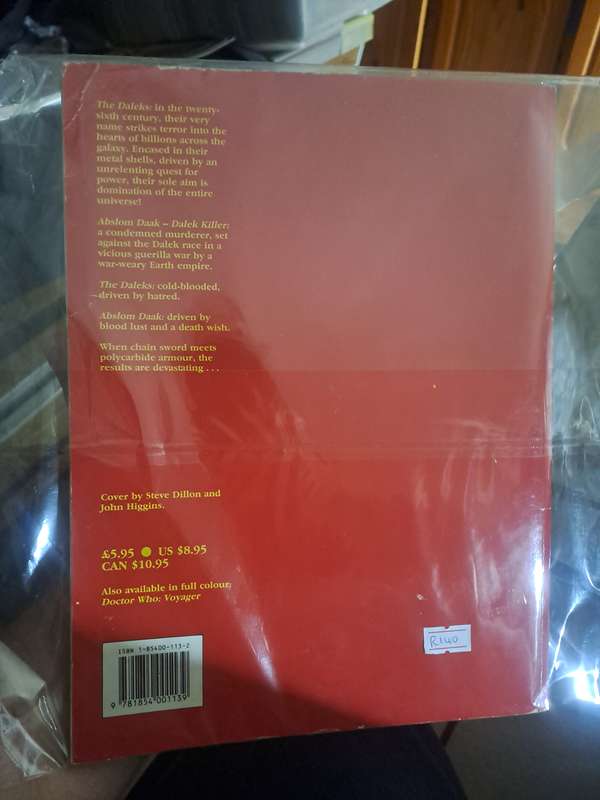 The Daleks: in the twenty-
sixth century, their very
name strikes terror into the
hearts of billions across the
galaxy. Encased in their
metal shells, driven by an
unrelenting quest for
power, their sole aim is
domination of the entire
universe!
Abslom Daak – Dalek Killer:
a condemned murderer, set
against the Dalek race in a
vicious guerilla war by a
war-weary Earth empire.
The Daleks: cold-blooded,
driven by hatred.
Abslom Daak: driven by
blood lust and a death wish.
When chain sword meets
polycarbide armour, the
results are devastating . . .
Cover by Steve Dillon and
John Higgins.
£5.95 ● US $8.95
CAN $10.95
Also available in full colour:
Doctor Who: Voyager
R140
ISBN 1-85400-113-2
9 781854 001139